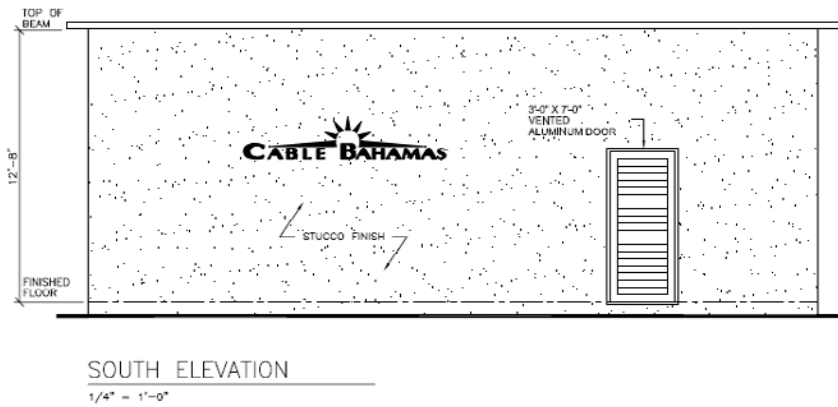 TOP OF
BEAM
12'-8"
CABLE BAHAMAS
3'-0" X 7'-0"
VENTED
ALUMINUM DOOR
STUCCO FINISH
FINISHED
FLOOR
SOUTH ELEVATION
1/4" = 1'-0"